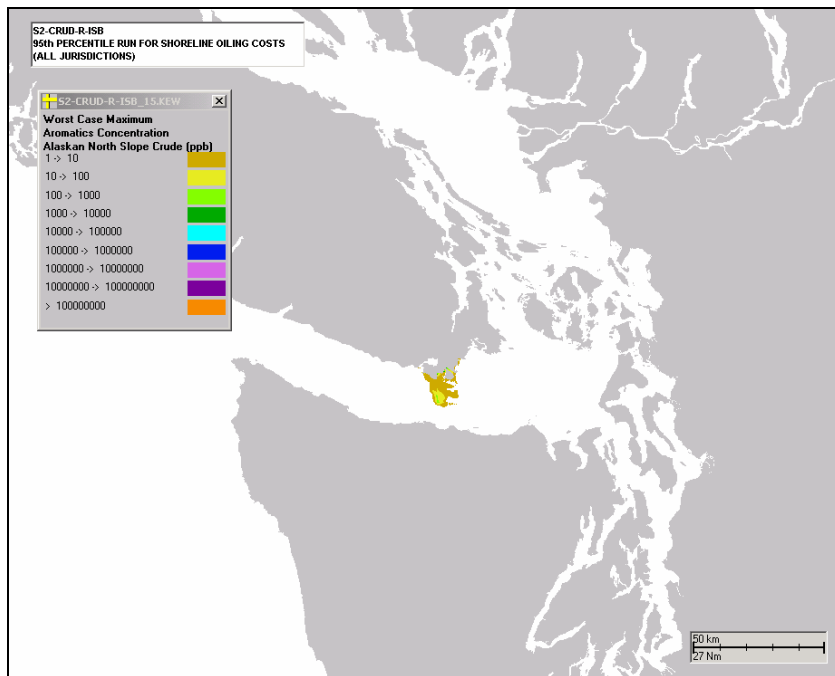 S2-CRUD-R-ISB
95th PERCENTILE RUN FOR SHORELINE OILING COSTS
(ALL JURISDICTIONS)
S2-CRUD-R-ISB_15.KEW
Worst Case Maximum
Aromatics Concentration
Alaskan North Slope Crude (ppb)
1 -> 10
10 -> 100
100 -> 1000
1000 -> 10000
10000 -> 100000
100000 -> 1000000
1000000 -> 10000000
10000000 -> 100000000
> 100000000
50 km
27 Nm